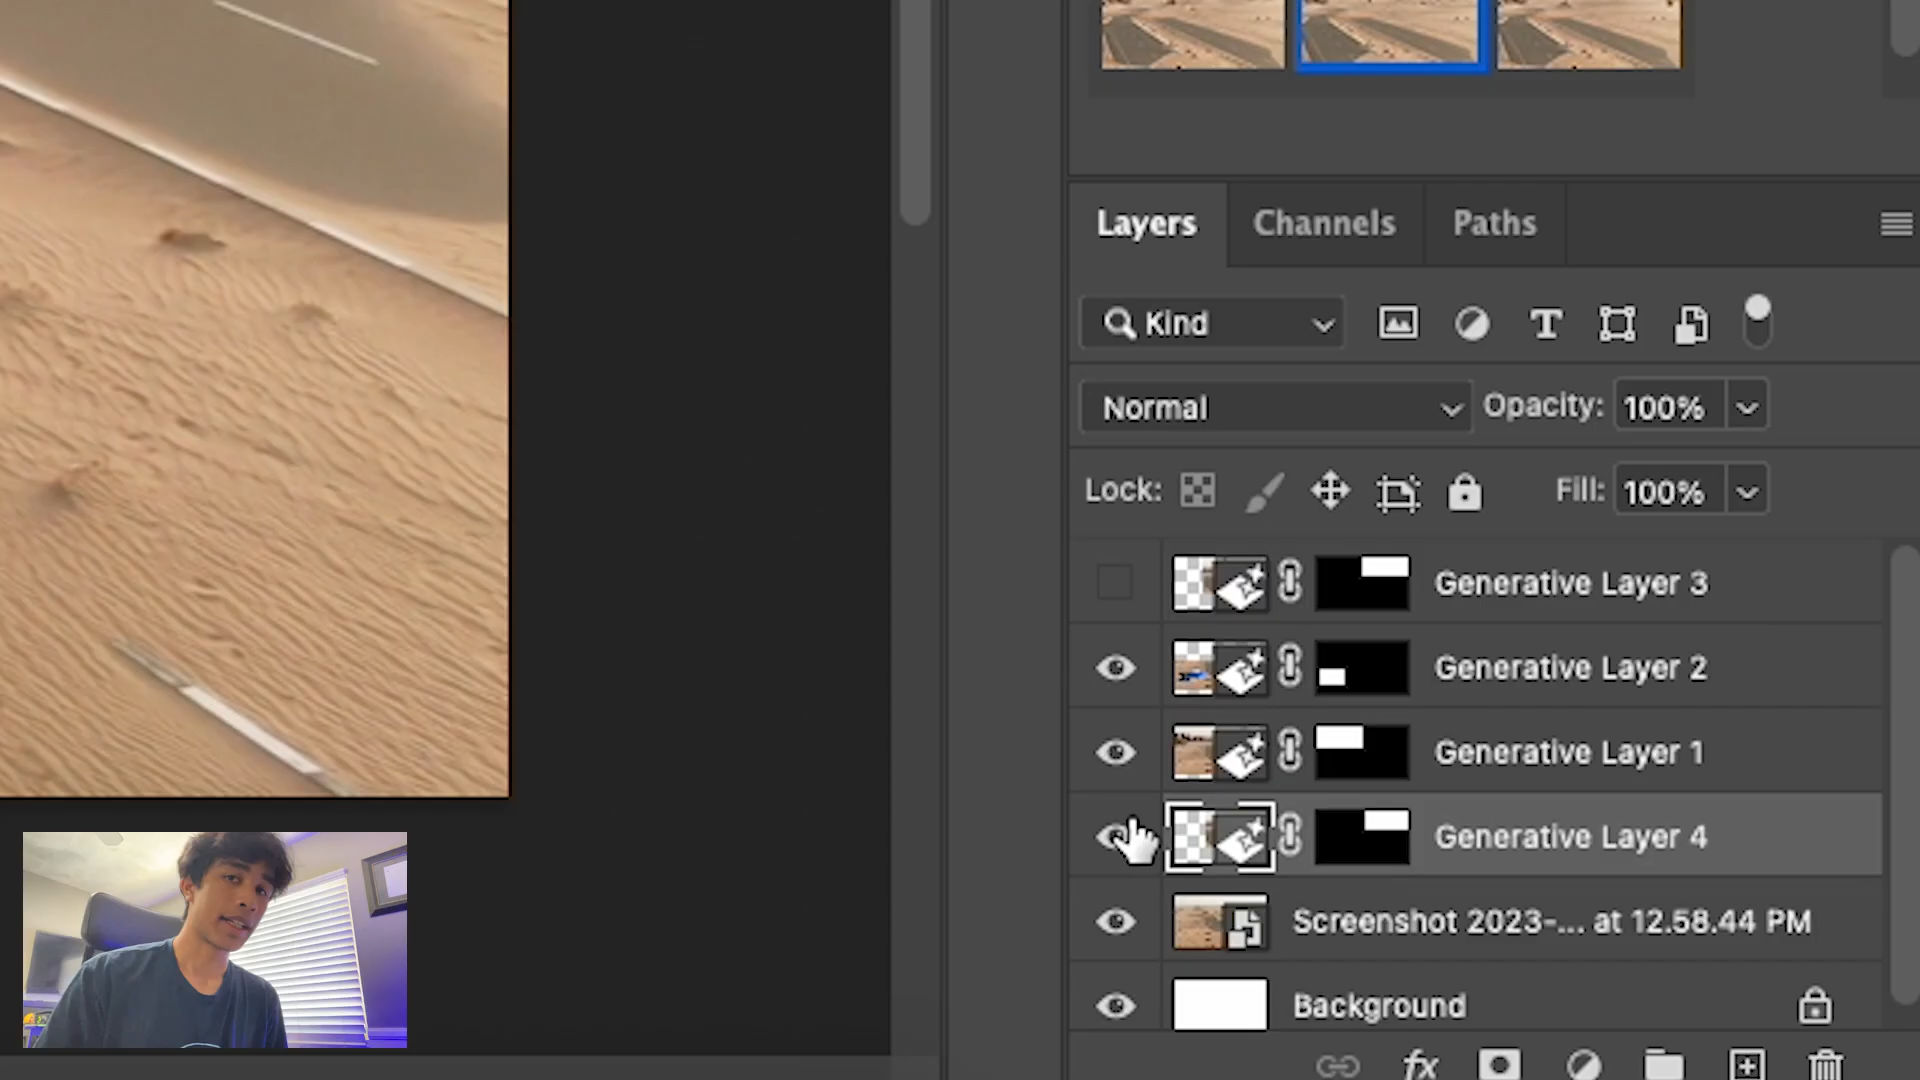 Layers Channels Paths
Kind
Normal Opacity: 100%
Lock: Fill: 100%
Generative Layer 3
Generative Layer 2
Generative Layer 1
Generative Layer 4
Screenshot 2023-... at 12.58.44 PM
Background
fx